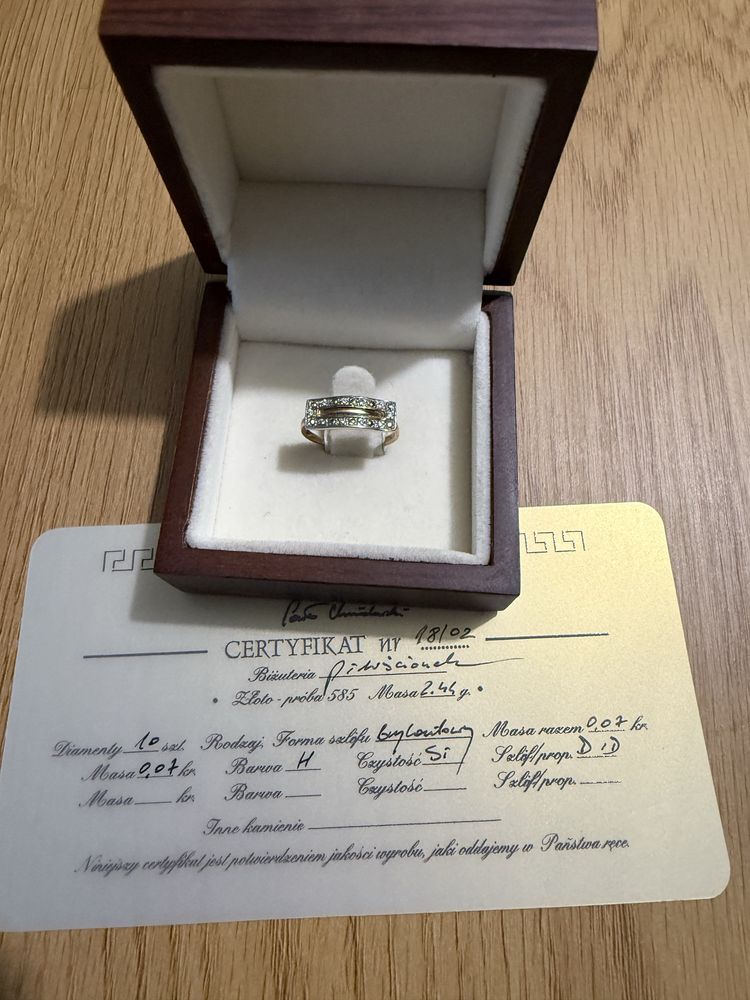 CERTYFIKAT nr 18/02
Biżuteria Pierścionek
• Złoto - próba 585 Masa 2.44 g. •
Diamenty 10 szt. Rodzaj, Forma szlifu brylantowy Masa razem 0.07 kr.
Masa 0,07 kr. Barwa H Czystość Si Szlif/prop. D i D
Masa kr. Barwa Czystość Szlif/prop.
Inne kamienie
Niniejszy certyfikat jest potwierdzeniem jakości wyrobu, jaki oddajemy w Państwa ręce.